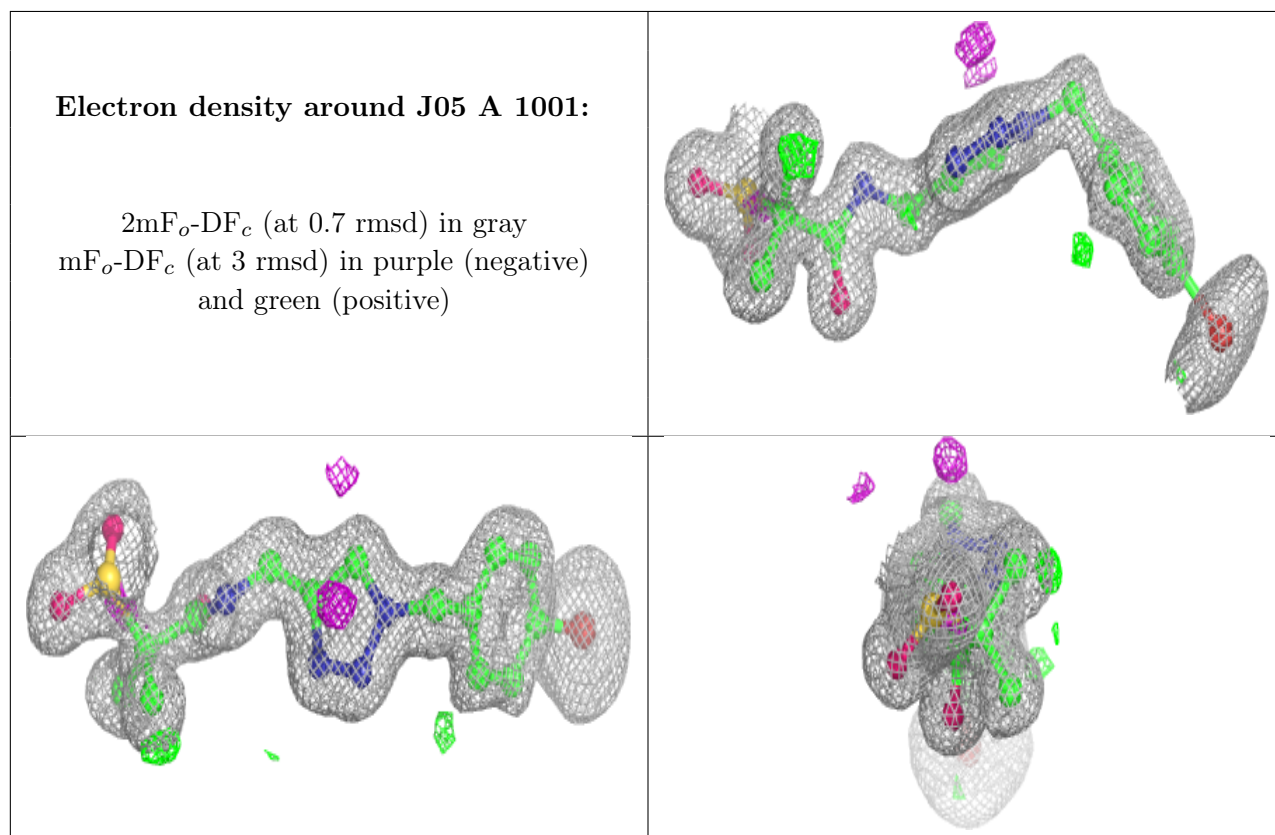 Electron density around J05 A 1001:
2mFo-DFc (at 0.7 rmsd) in gray
mFo-DFc (at 3 rmsd) in purple (negative)
and green (positive)